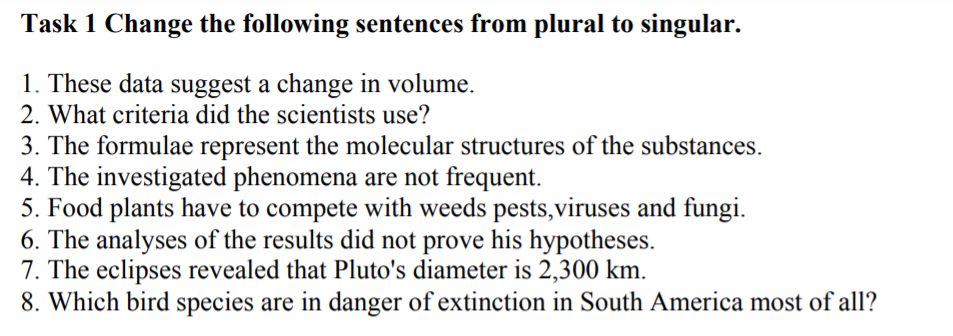 Task 1 Change the following sentences from plural to singular.
1. These data suggest a change in volume.
2. What criteria did the scientists use?
3. The formulae represent the molecular structures of the substances.
4. The investigated phenomena are not frequent.
5. Food plants have to compete with weeds pests,viruses and fungi.
6. The analyses of the results did not prove his hypotheses.
7. The eclipses revealed that Pluto's diameter is 2,300 km.
8. Which bird species are in danger of extinction in South America most of all?